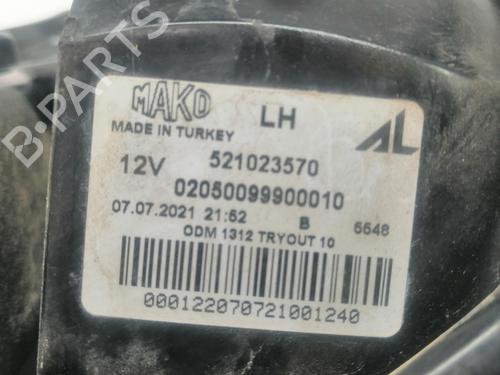 MAKO LH AL
MADE IN TURKEY
12V 521023570
02050099900010
07.07.2021 21:52 B 5548
ODM 1312 TRYOUT 10
000122070721001240
B-PARTS